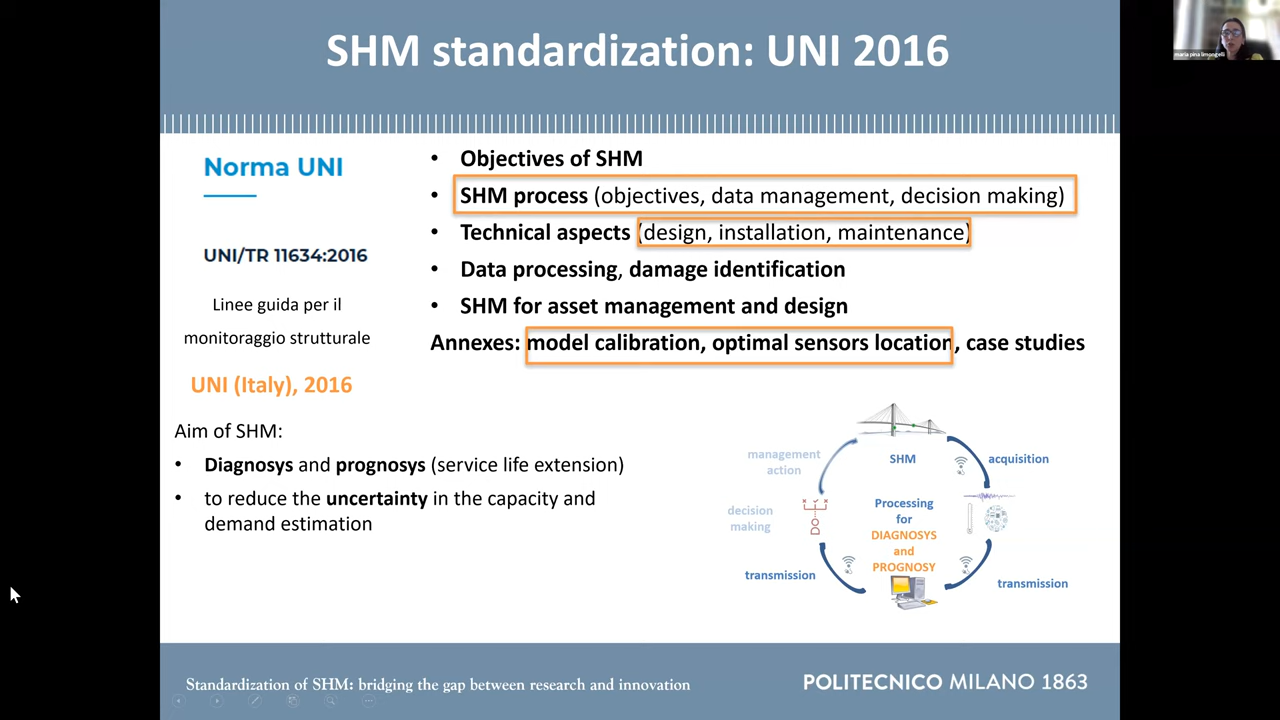 SHM standardization: UNI 2016
maria pina limongelli
Norma UNI
UNI/TR 11634:2016
Linee guida per il
monitoraggio strutturale
UNI (Italy), 2016
• Objectives of SHM
• SHM process (objectives, data management, decision making)
• Technical aspects (design, installation, maintenance)
• Data processing, damage identification
• SHM for asset management and design
Annexes: model calibration, optimal sensors location, case studies
Aim of SHM:
• Diagnosys and prognosys (service life extension)
• to reduce the uncertainty in the capacity and
demand estimation
management
action
SHM
acquisition
decision
making
DO
Processing
for
DIAGNOSYS
and
PROGNOSY
transmission
transmission
Standardization of SHM: bridging the gap between research and innovation
POLITECNICO MILANO 1863